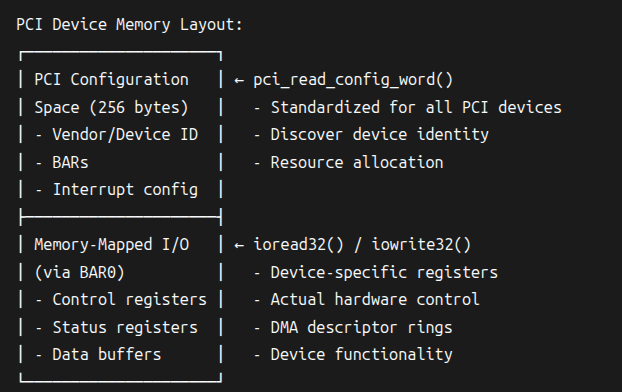 PCI Device Memory Layout:
PCI Configuration ← pci_read_config_word()
Space (256 bytes) - Standardized for all PCI devices
- Vendor/Device ID - Discover device identity
- BARs - Resource allocation
- Interrupt config
Memory-Mapped I/O ← ioread32() / iowrite32()
(via BAR0) - Device-specific registers
- Control registers - Actual hardware control
- Status registers - DMA descriptor rings
- Data buffers - Device functionality